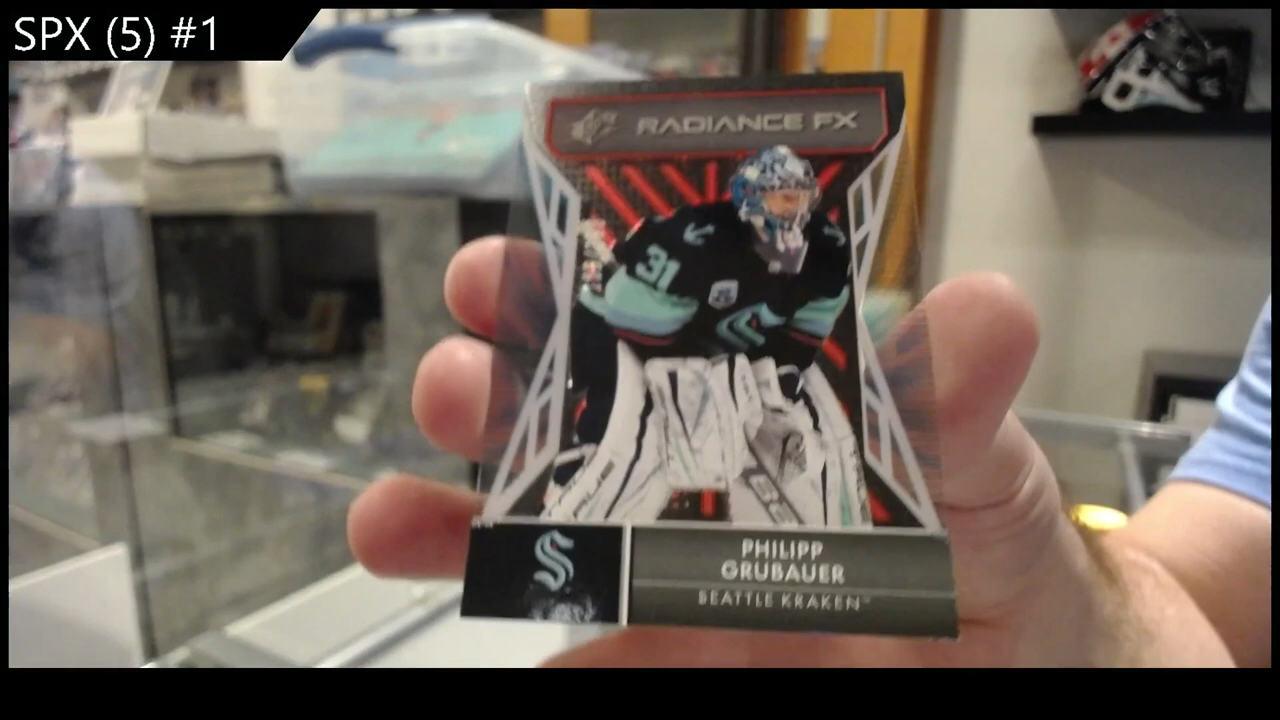 SPX (5) #1
RADIANCE FX
31
PHILIPP
GRUBAUER
SEATTLE KRAKEN™